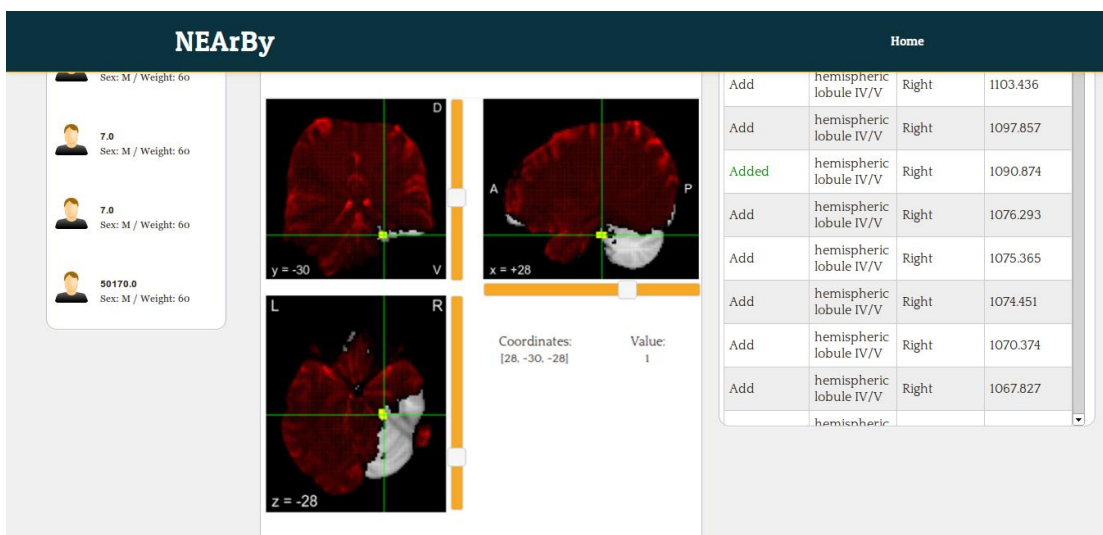 NEArBy
Home
Sex: M / Weight: 60
7.0
Sex: M / Weight: 60
7.0
Sex: M / Weight: 60
50170.0
Sex: M / Weight: 60
D
y = -30
V
A
P
x = +28
L
R
z = -28
Coordinates:
Value:
[28, -30, -28]
1
Add
hemispheric
lobule IV/V
Right
1103.436
Add
hemispheric
lobule IV/V
Right
1097.857
Added
hemispheric
lobule IV/V
Right
1090.874
Add
hemispheric
lobule IV/V
Right
1076.293
Add
hemispheric
lobule IV/V
Right
1075.365
Add
hemispheric
lobule IV/V
Right
1074.451
Add
hemispheric
lobule IV/V
Right
1070.374
Add
hemispheric
lobule IV/V
Right
1067.827
hemispheric